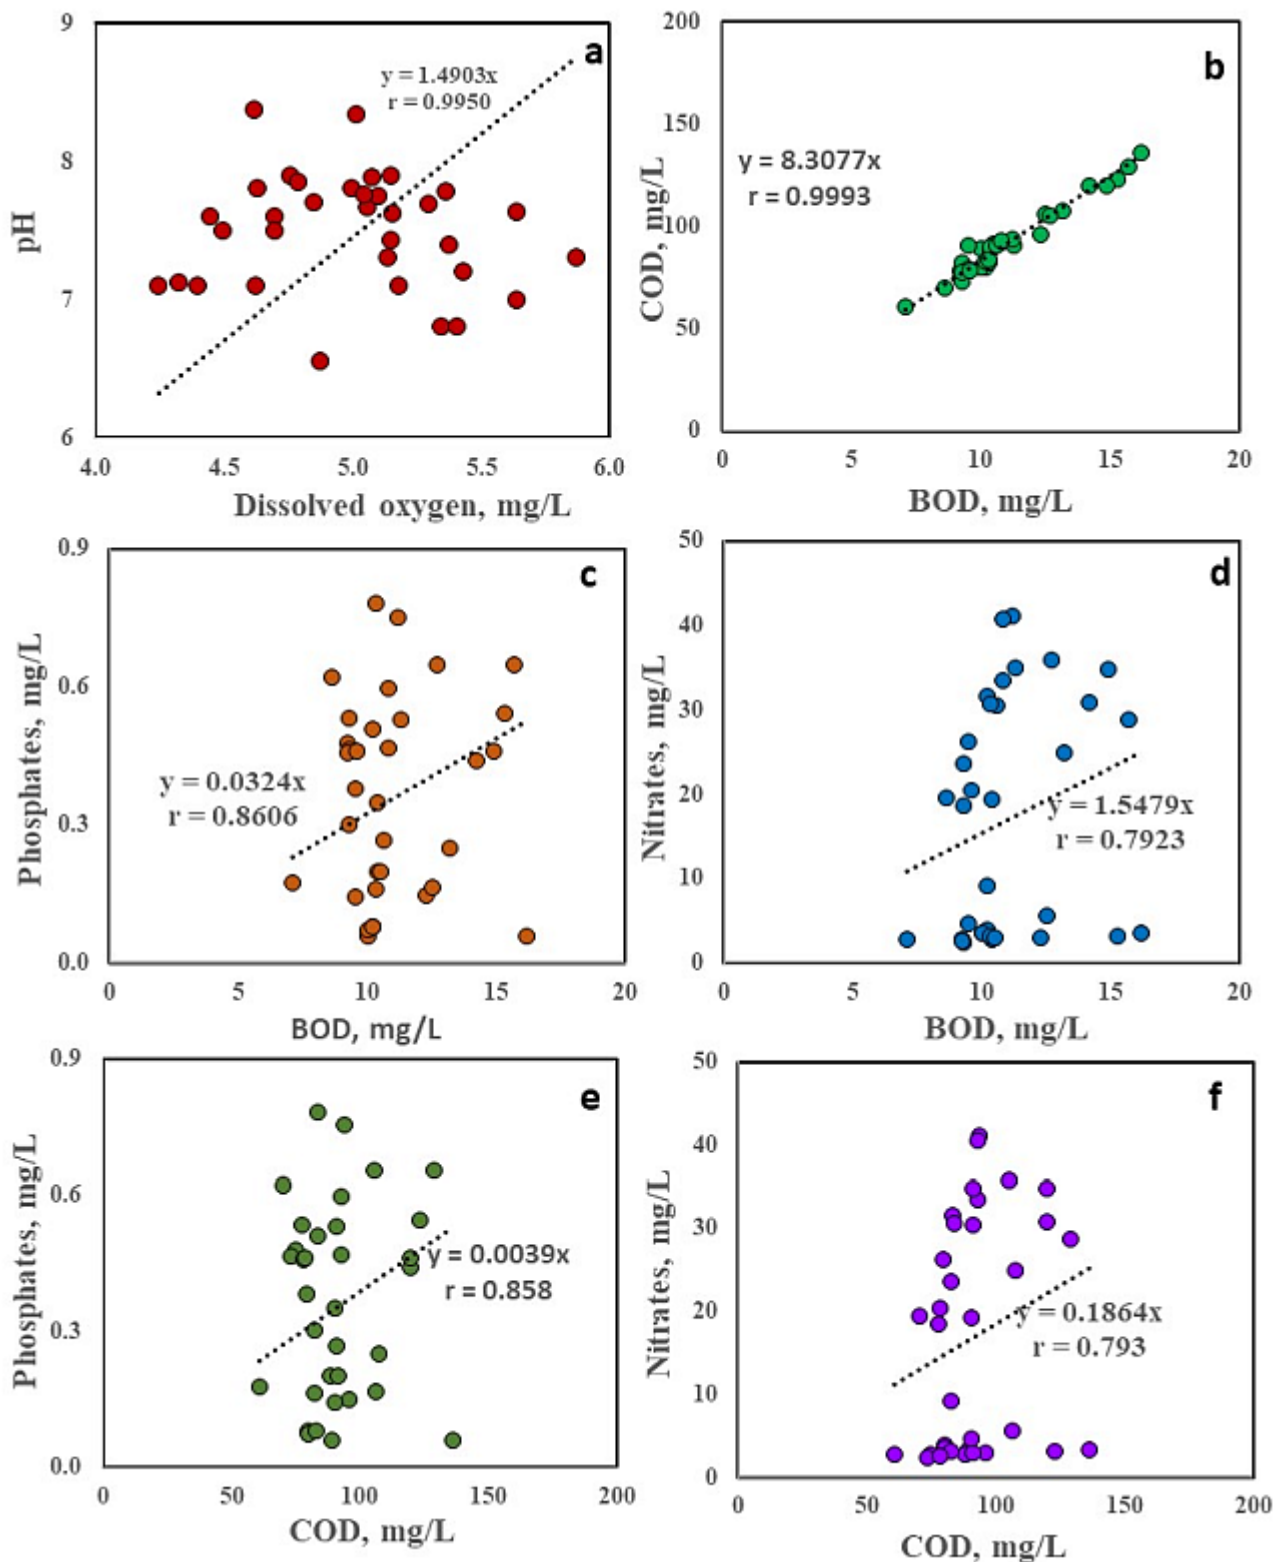 9
a
y = 1.4903x
r = 0.9950
8
pH
7
6
4.0 4.5 5.0 5.5 6.0
Dissolved oxygen, mg/L
200
b
150
y = 8.3077x
r = 0.9993
COD, mg/L
100
50
0
0 5 10 15 20
BOD, mg/L
0.9
c
0.6
Phosphates, mg/L
y = 0.0324x
r = 0.8606
0.3
0.0
0 5 10 15 20
BOD, mg/L
50
d
40
30
Nitrates, mg/L
20
y = 1.5479x
r = 0.7923
10
0
0 5 10 15 20
BOD, mg/L
0.9
e
0.6
Phosphates, mg/L
y = 0.0039x
r = 0.858
0.3
0.0
0 50 100 150 200
COD, mg/L
50
f
40
30
Nitrates, mg/L
20
y = 0.1864x
r = 0.793
10
0
0 50 100 150 200
COD, mg/L